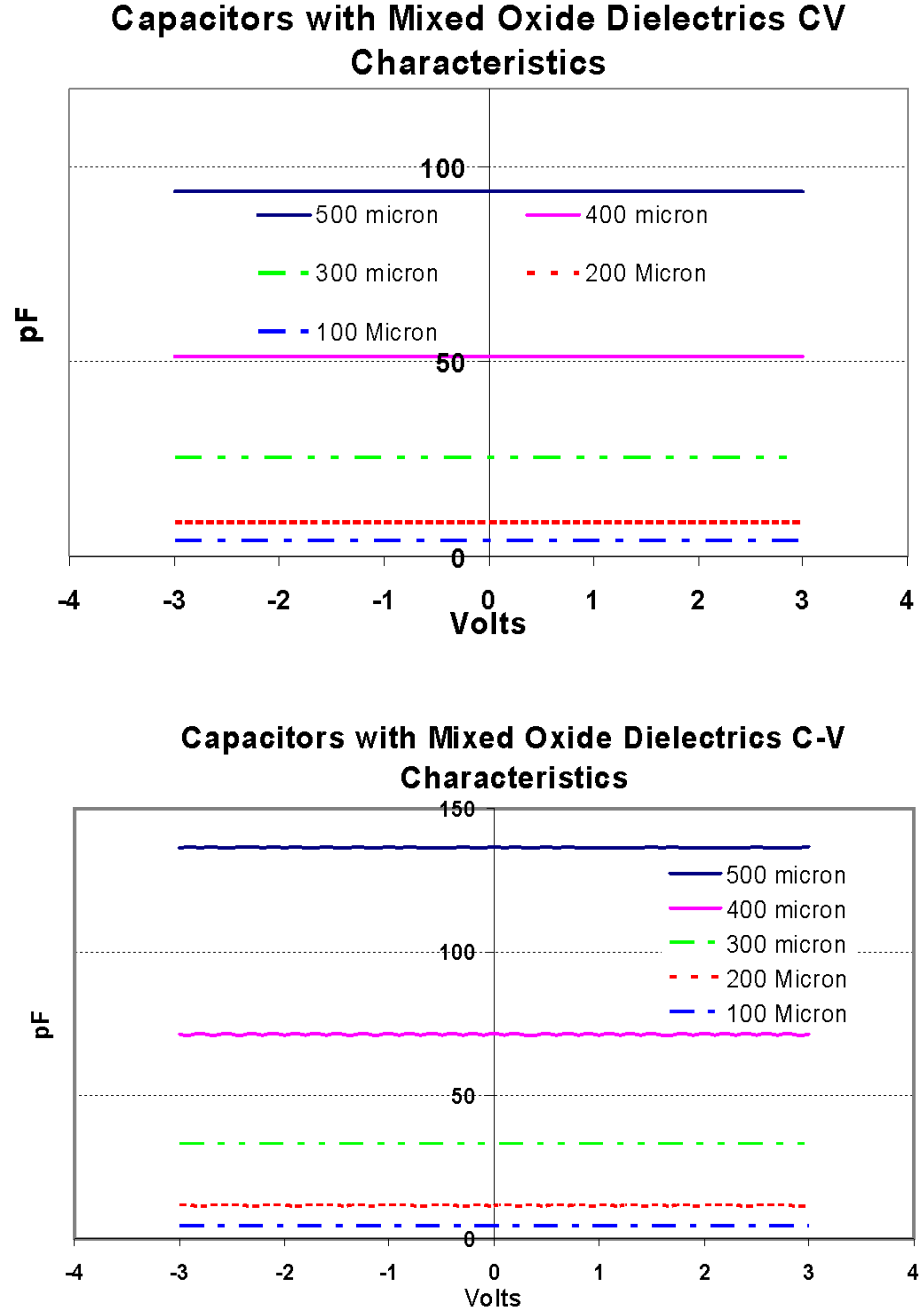 Capacitors with Mixed Oxide Dielectrics CV
Characteristics
100
500 micron
400 micron
300 micron
200 Micron
100 Micron
pF
50
0
-4 -3 -2 -1 0 1 2 3 4
Volts
Capacitors with Mixed Oxide Dielectrics C-V
Characteristics
150
500 micron
400 micron
100
300 micron
200 Micron
100 Micron
pF
50
0
-4 -3 -2 -1 0 1 2 3 4
Volts